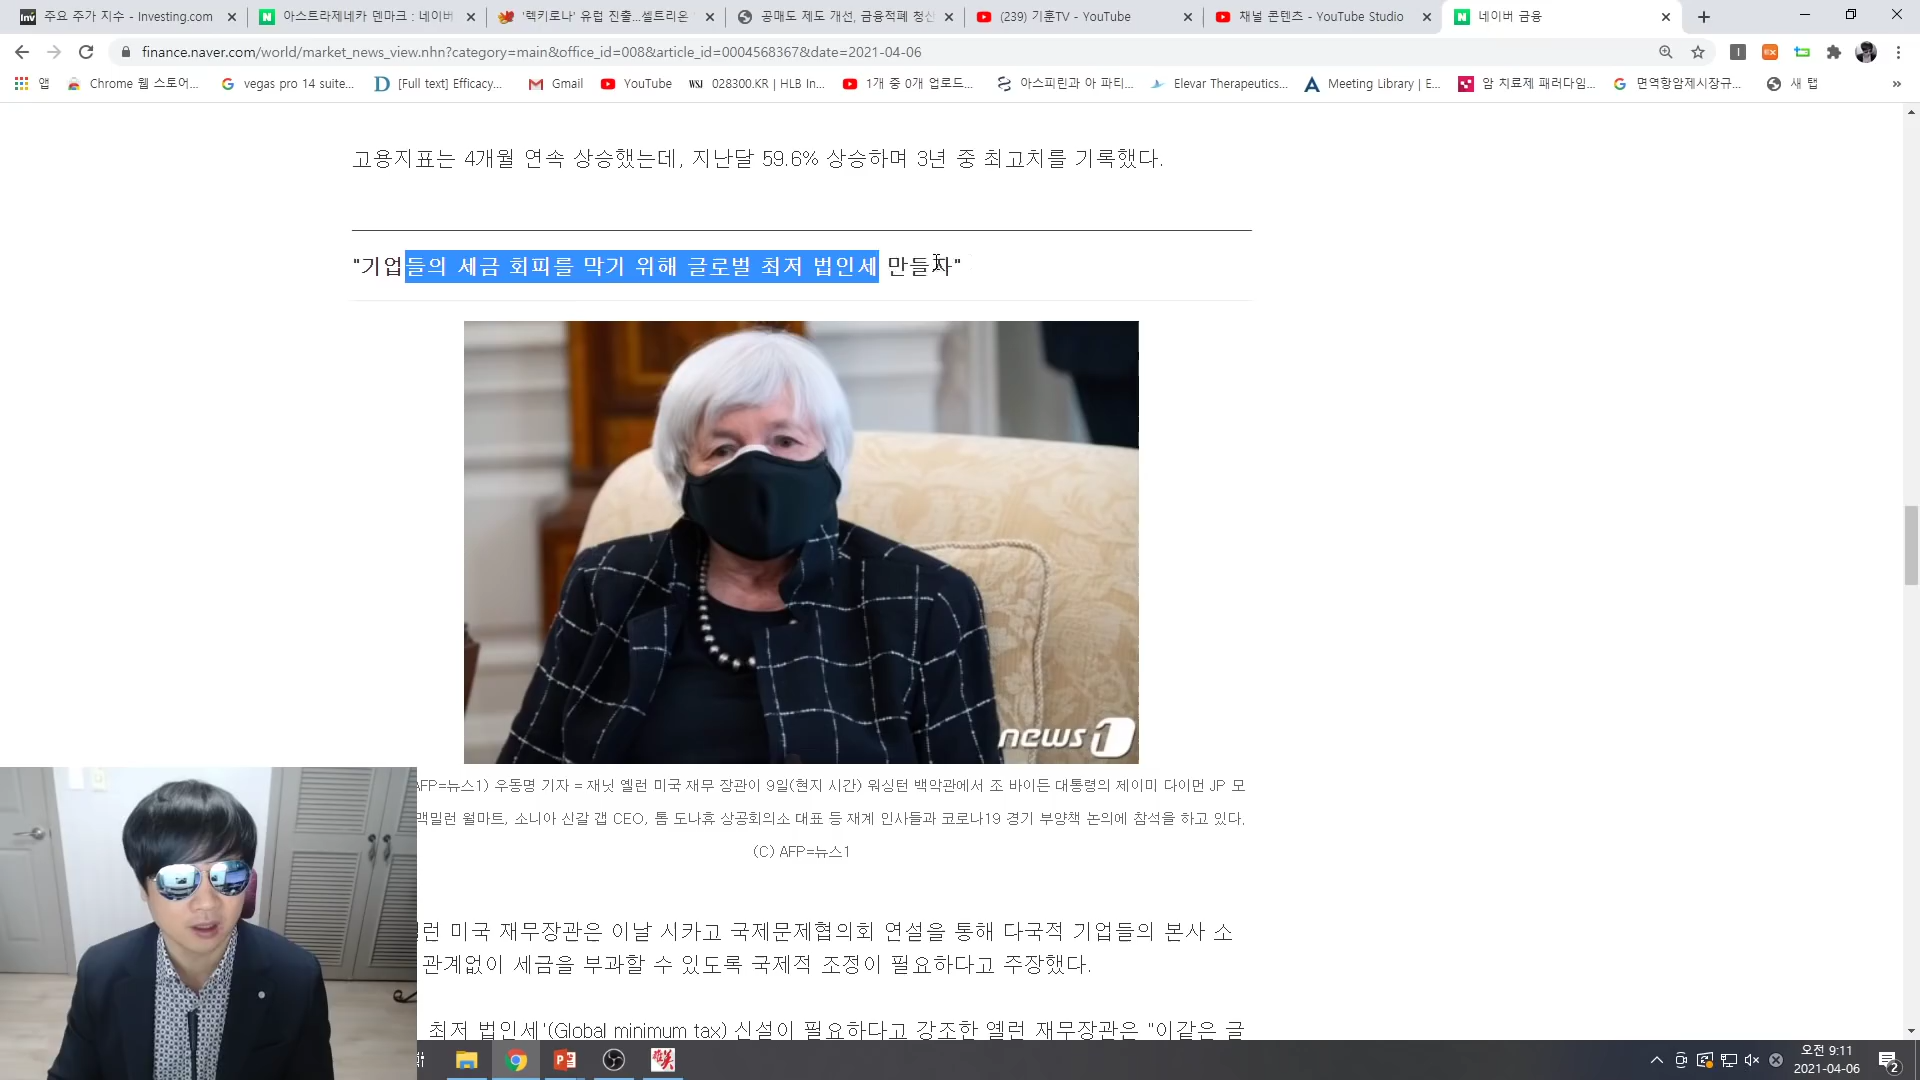 주요 주가 지수 - Investing.com
아스트라제네카 덴마크 : 네이버
'렉키로나' 유럽 진출...셀트리온
공매도 제도 개선, 금융적폐 청산
(239) 기훈TV - YouTube
채널 콘텐츠 - YouTube Studio
네이버 금융
finance.naver.com/world/market_news_view.nhn?category=main&office_id=008&article_id=0004568367&date=2021-04-06
앱
Chrome 웹 스토어...
vegas pro 14 suite...
[Full text] Efficacy...
Gmail
YouTube
WSJ 028300.KR | HLB In...
1개 중 0개 업로드...
아스피린과 아 파티...
Elevar Therapeutics...
Meeting Library | E...
암 치료제 패러다임...
면역항암제시장규...
새 탭
고용지표는 4개월 연속 상승했는데, 지난달 59.6% 상승하며 3년 중 최고치를 기록했다.
"기업들의 세금 회피를 막기 위해 글로벌 최저 법인세 만들자"
news1
AFP=뉴스1) 우동명 기자 = 재닛 옐런 미국 재무 장관이 9일(현지 시간) 워싱턴 백악관에서 조 바이든 대통령의 제이미 다이먼 JP 모
맥밀런 월마트, 소니아 신갈 갭 CEO, 톰 도나휴 상공회의소 대표 등 재계 인사들과 코로나19 경기 부양책 논의에 참석을 하고 있다.
(C) AFP=뉴스1
런 미국 재무장관은 이날 시카고 국제문제협의회 연설을 통해 다국적 기업들의 본사 소
관계없이 세금을 부과할 수 있도록 국제적 조정이 필요하다고 주장했다.
최저 법인세'(Global minimum tax) 신설이 필요하다고 강조한 옐런 재무장관은 "이같은 글
오전 9:11
2021-04-06
2